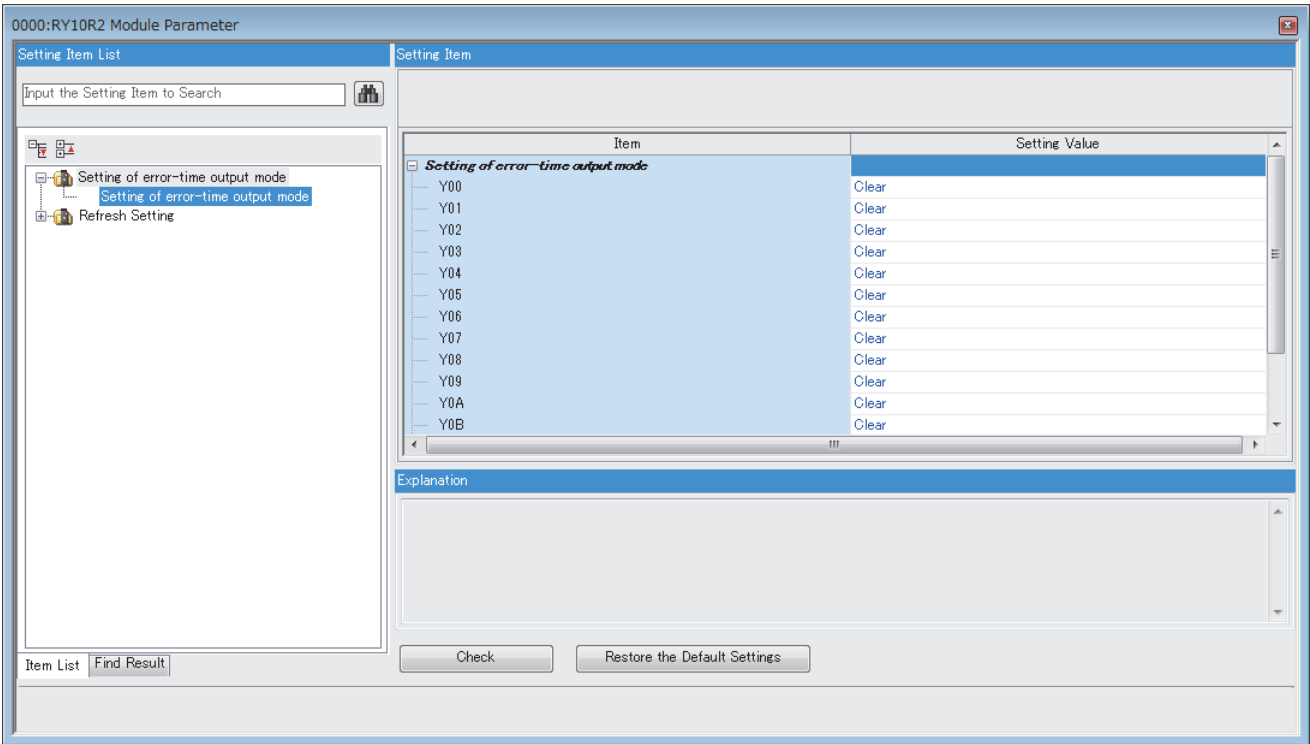 0000:RY10R2 Module Parameter
Setting Item List
Input the Setting Item to Search
Setting of error-time output mode
Setting of error-time output mode
Refresh Setting
Item List
Find Result
Setting Item
Item Setting Value
Setting of error-time output mode
Y00 Clear
Y01 Clear
Y02 Clear
Y03 Clear
Y04 Clear
Y05 Clear
Y06 Clear
Y07 Clear
Y08 Clear
Y09 Clear
Y0A Clear
Y0B Clear
Explanation
Check
Restore the Default Settings